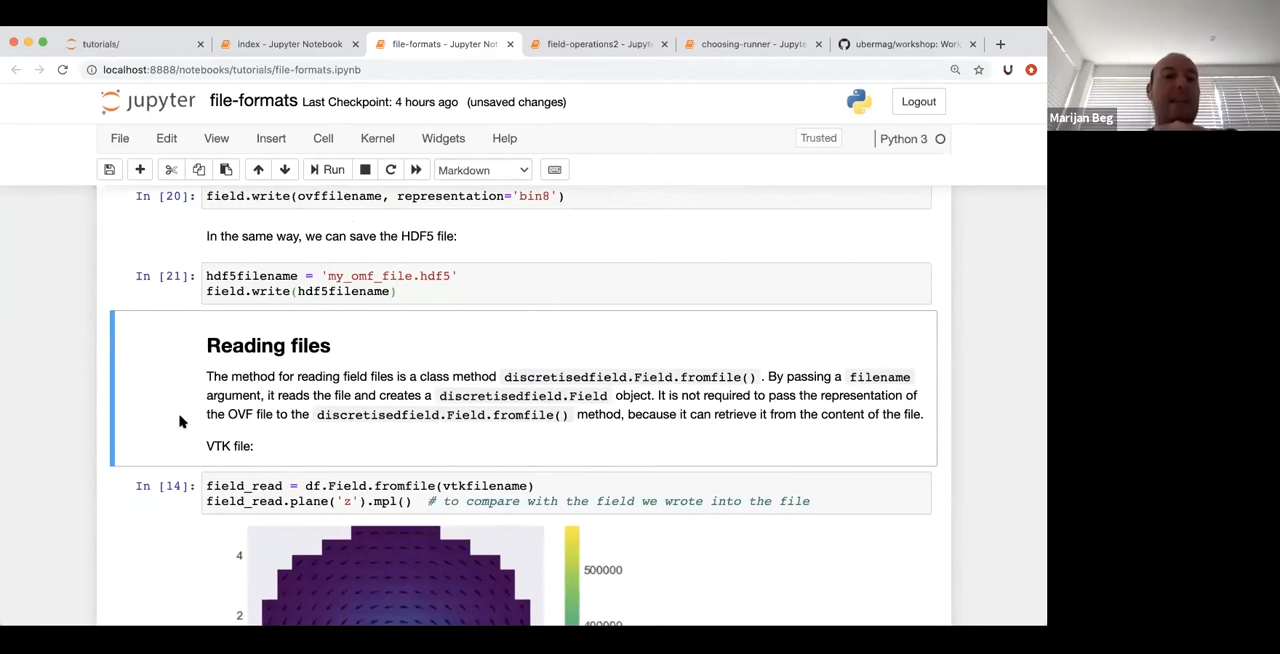 tutorials/
index - Jupyter Notebook
file-formats - Jupyter Not
field-operations2 - Jupyte
choosing-runner - Jupyte
ubermag/workshop: Work
localhost:8888/notebooks/tutorials/file-formats.ipynb
jupyter file-formats Last Checkpoint: 4 hours ago (unsaved changes)
Logout
File Edit View Insert Cell Kernel Widgets Help
Trusted
Python 3
Run
Markdown
In [20]: field.write(ovffilename, representation='bin8')
In the same way, we can save the HDF5 file:
In [21]: hdf5filename = 'my_omf_file.hdf5'
field.write(hdf5filename)
Reading files
The method for reading field files is a class method discretisedfield.Field.fromfile() . By passing a filename
argument, it reads the file and creates a discretisedfield.Field object. It is not required to pass the representation of
the OVF file to the discretisedfield.Field.fromfile() method, because it can retrieve it from the content of the file.
VTK file:
In [14]: field_read = df.Field.fromfile(vtkfilename)
field_read.plane('z').mpl() # to compare with the field we wrote into the file
4
500000
2
Marijan Beg